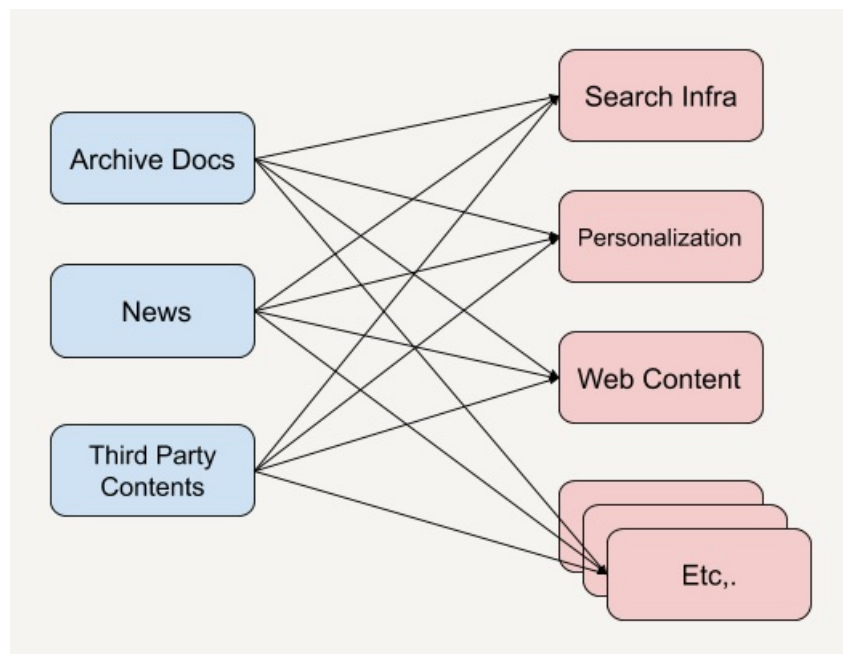 Archive Docs
News
Third Party
Contents
Search Infra
Personalization
Web Content
Etc,.